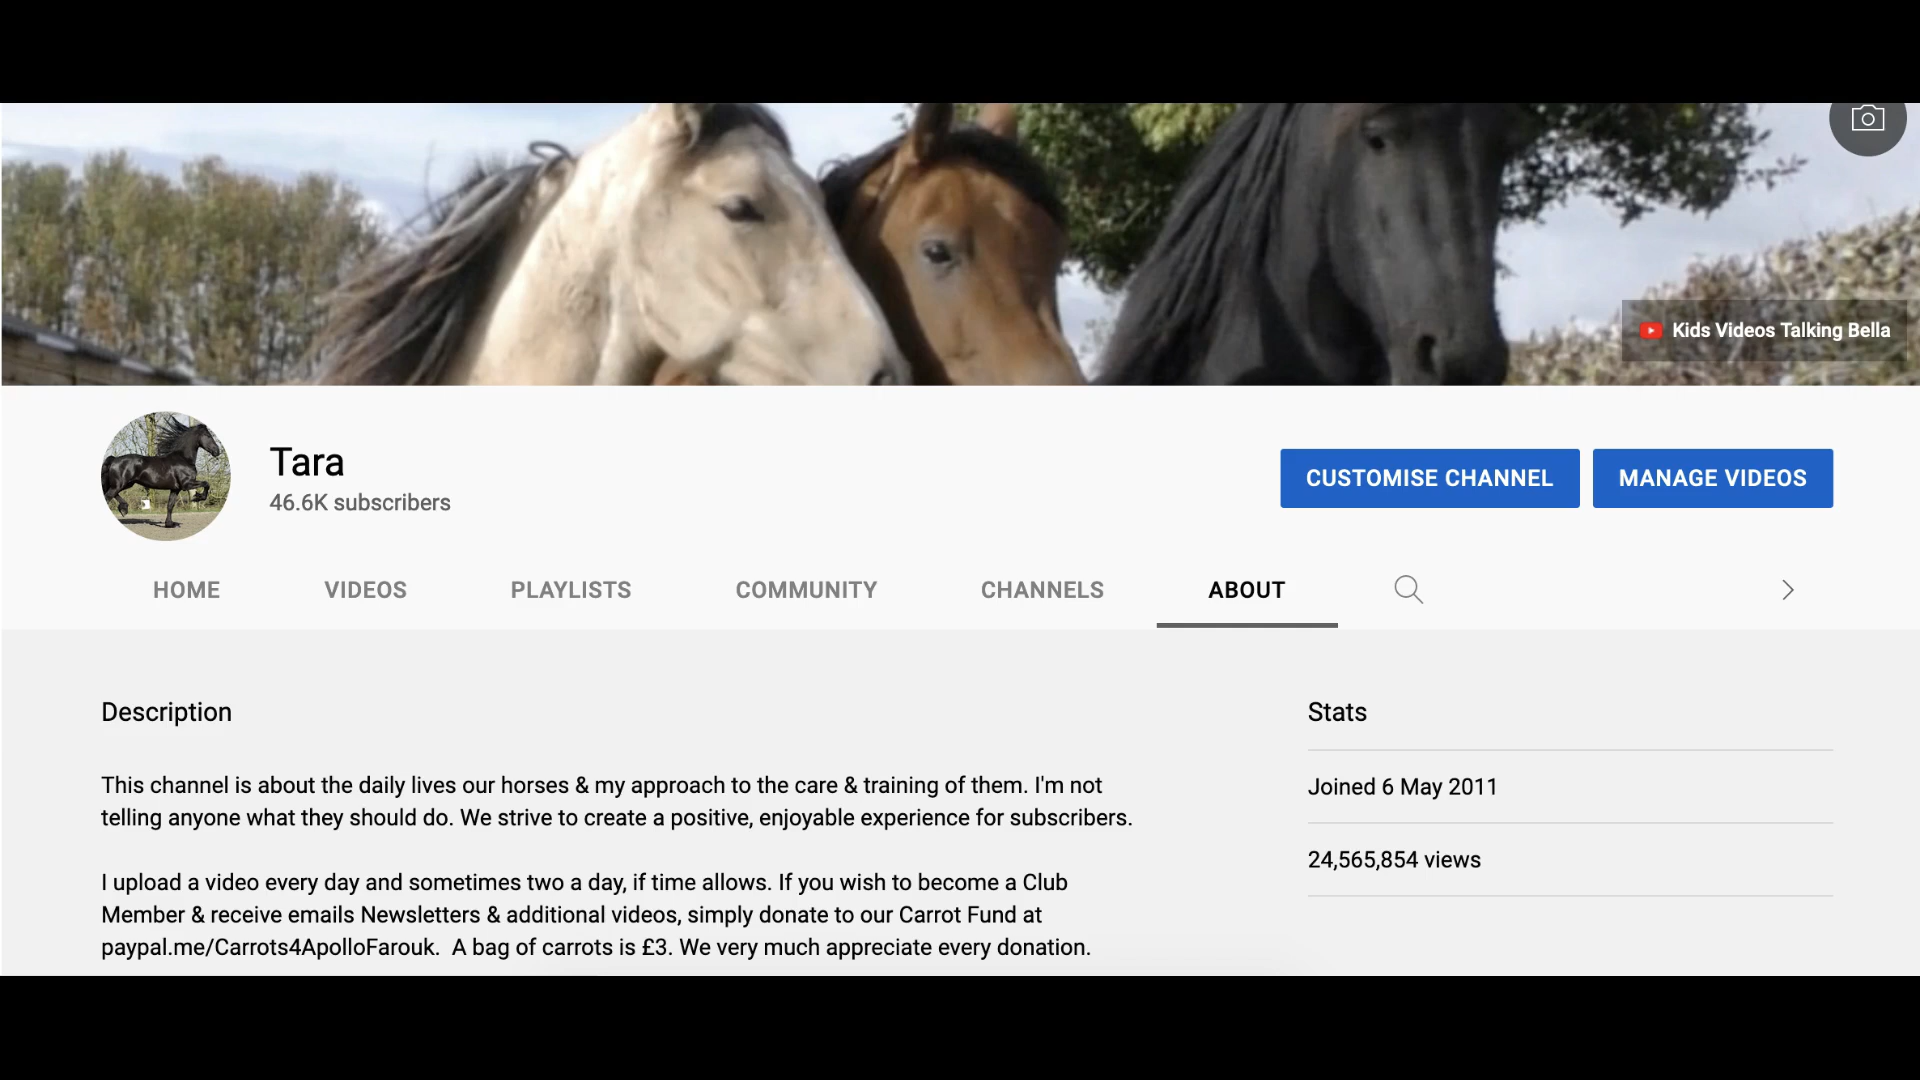 Kids Videos Talking Bella
Tara
46.6K subscribers
CUSTOMISE CHANNEL
MANAGE VIDEOS
HOME
VIDEOS
PLAYLISTS
COMMUNITY
CHANNELS
ABOUT
Description
This channel is about the daily lives our horses & my approach to the care & training of them. I'm not
telling anyone what they should do. We strive to create a positive, enjoyable experience for subscribers.
I upload a video every day and sometimes two a day, if time allows. If you wish to become a Club
Member & receive emails Newsletters & additional videos, simply donate to our Carrot Fund at
paypal.me/Carrots4ApolloFarouk.  A bag of carrots is £3. We very much appreciate every donation.
Stats
Joined 6 May 2011
24,565,854 views